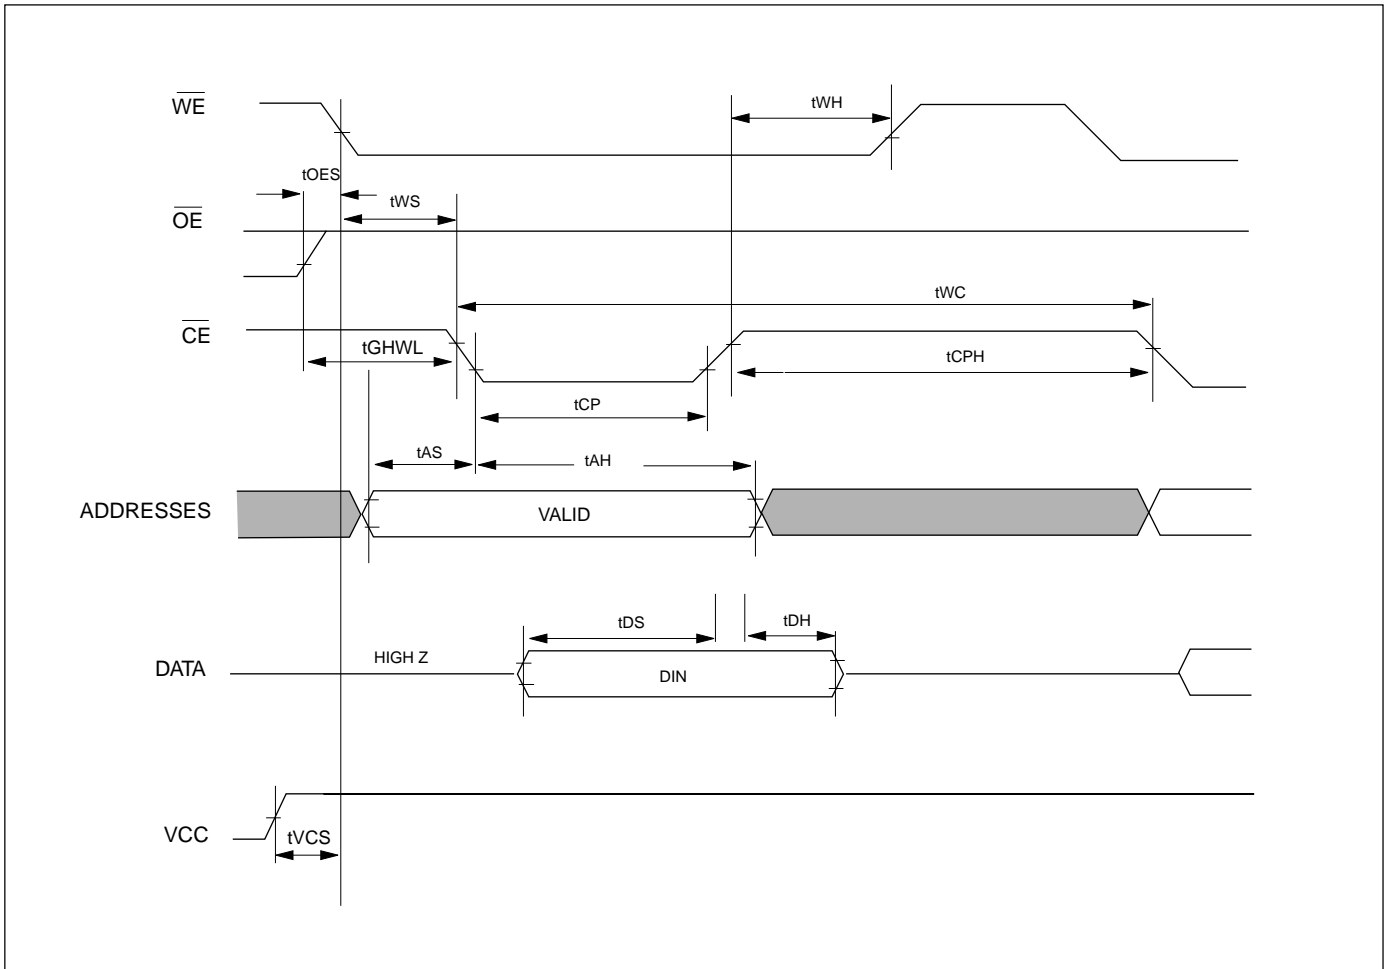 WE
tWH
tOES
tWS
OE
tWC
CE
tGHWL
tCPH
tCP
tAS
tAH
ADDRESSES
VALID
tDS
tDH
HIGH Z
DATA
DIN
VCC
tVCS